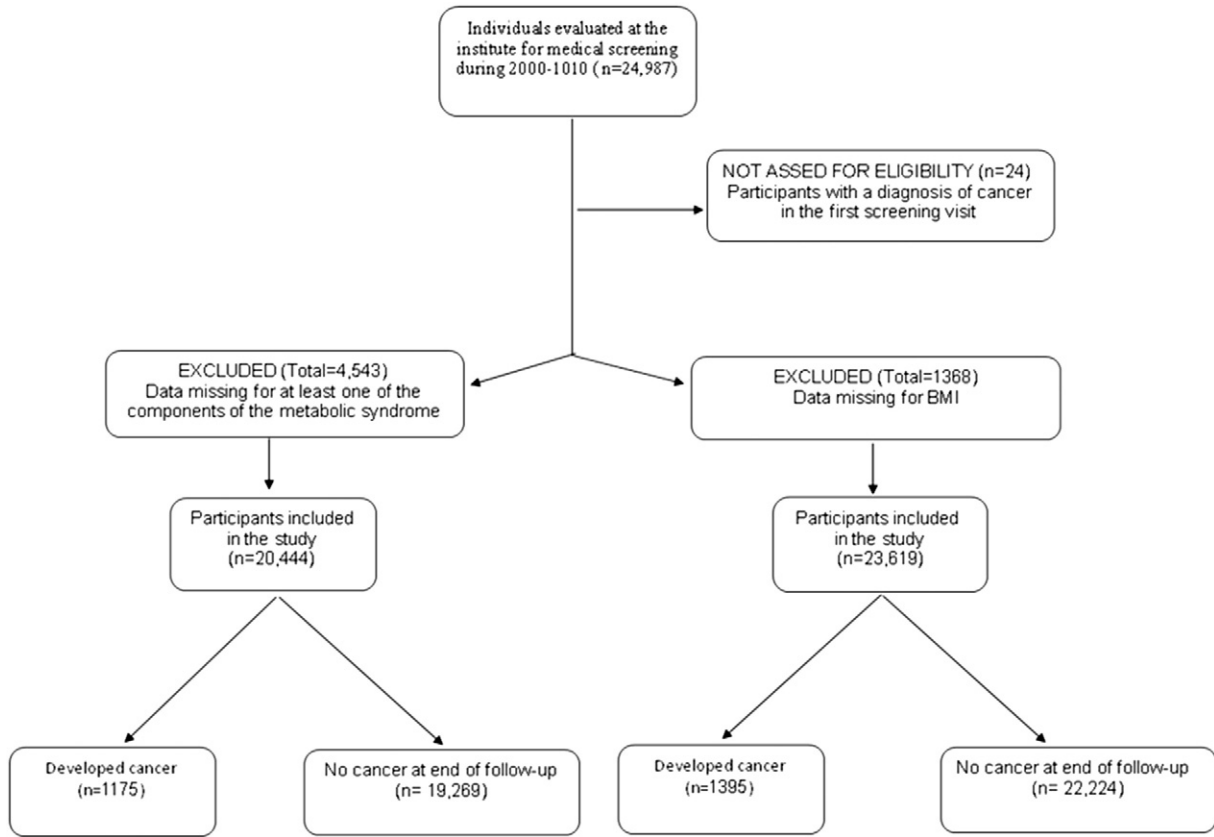 Individuals evaluated at the
institute for medical screening
during 2000-1010 (n=24,987)
NOT ASSED FOR ELIGIBILITY (n=24)
Participants with a diagnosis of cancer
in the first screening visit
EXCLUDED (Total=4,543)
Data missing for at least one of the
components of the metabolic syndrome
EXCLUDED (Total=1368)
Data missing for BMI
Participants included
in the study
(n=20,444)
Participants included
in the study
(n=23,619)
Developed cancer
(n=1175)
No cancer at end of follow-up
(n= 19,269)
Developed cancer
(n=1395)
No cancer at end of follow-up
(n= 22,224)